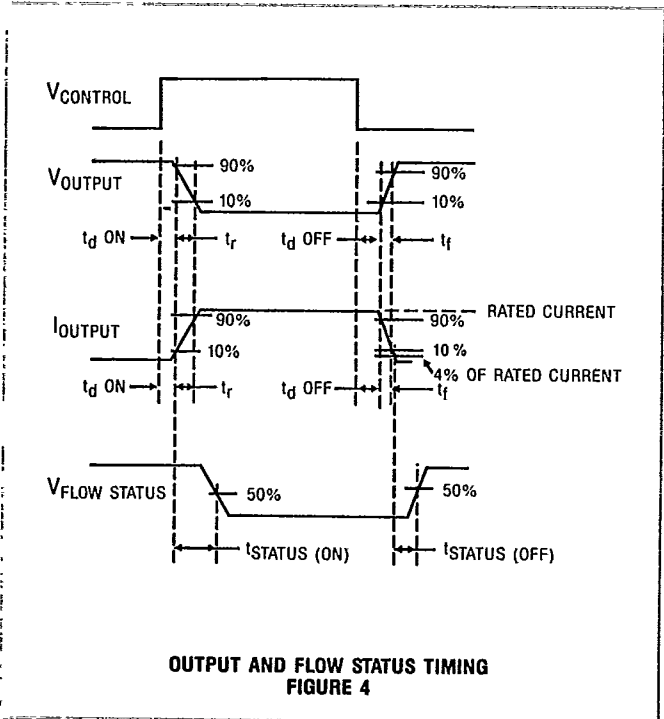 VCONTROL
VOUTPUT
90%
10%
90%
10%
td ON
tr
td OFF
tf
IOUTPUT
90%
10%
RATED CURRENT
90%
10%
4% OF RATED CURRENT
td ON
tr
td OFF
tf
VFLOW STATUS
50%
50%
tSTATUS (ON)
tSTATUS (OFF)
OUTPUT AND FLOW STATUS TIMING
FIGURE 4